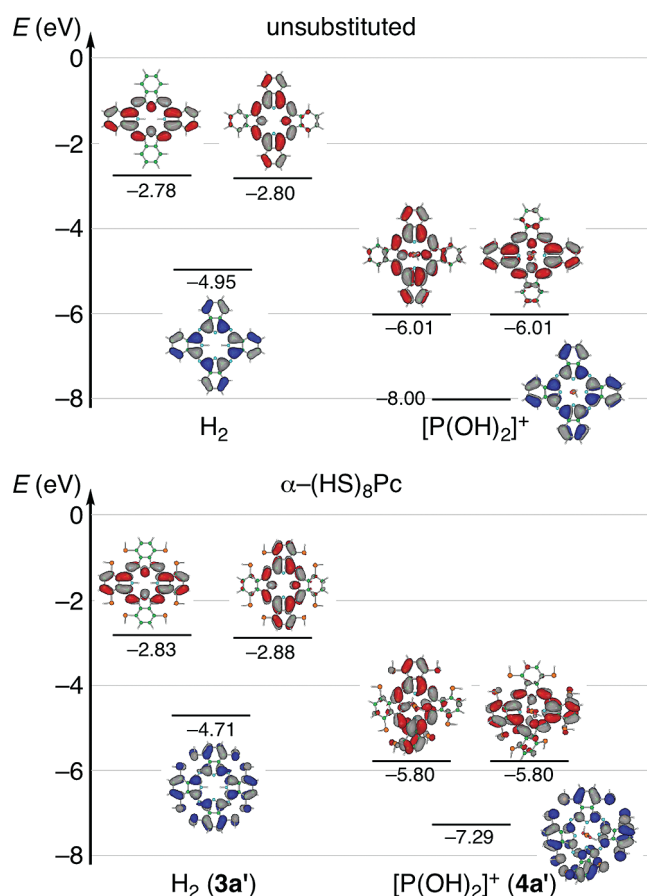 E (eV)
unsubstituted
0
–2
–2.78
–2.80
–4
–4.95
–6
–6.01
–6.01
–8
–8.00
H2
[P(OH)2]+
E (eV)
α–(HS)8Pc
0
–2
–2.83
–2.88
–4
–4.71
–5.80
–5.80
–6
–7.29
–8
H2 (3a')
[P(OH)2]+ (4a')